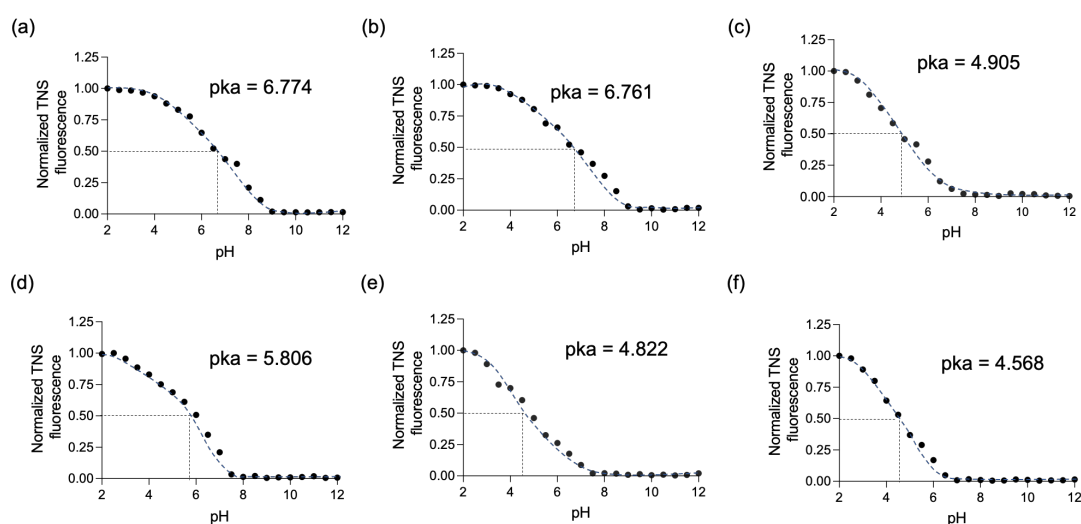 (a)
1.25
1.00
0.75
0.50
0.25
0.00
Normalized TNS
fluorescence
pka = 6.774
2 4 6 8 10 12
pH
(b)
1.25
1.00
0.75
0.50
0.25
0.00
Normalized TNS
fluorescence
pka = 6.761
2 4 6 8 10 12
pH
(c)
1.25
1.00
0.75
0.50
0.25
0.00
Normalized TNS
fluorescence
pka = 4.905
2 4 6 8 10 12
pH
(d)
1.25
1.00
0.75
0.50
0.25
0.00
Normalized TNS
fluorescence
pka = 5.806
2 4 6 8 10 12
pH
(e)
1.25
1.00
0.75
0.50
0.25
0.00
Normalized TNS
fluorescence
pka = 4.822
2 4 6 8 10 12
pH
(f)
1.25
1.00
0.75
0.50
0.25
0.00
Normalized TNS
fluorescence
pka = 4.568
2 4 6 8 10 12
pH